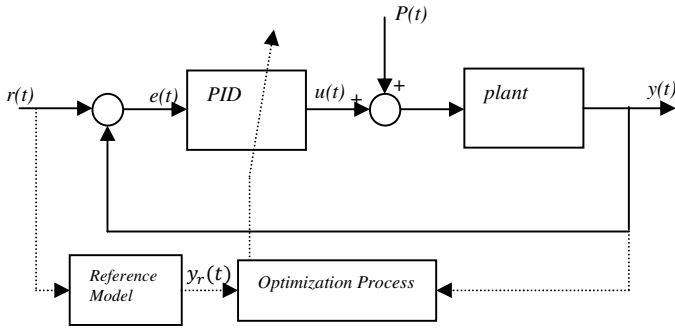 P(t)
r(t)
e(t)
PID
u(t)
+
+
plant
y(t)
Reference
Model
y_r(t)
Optimization Process